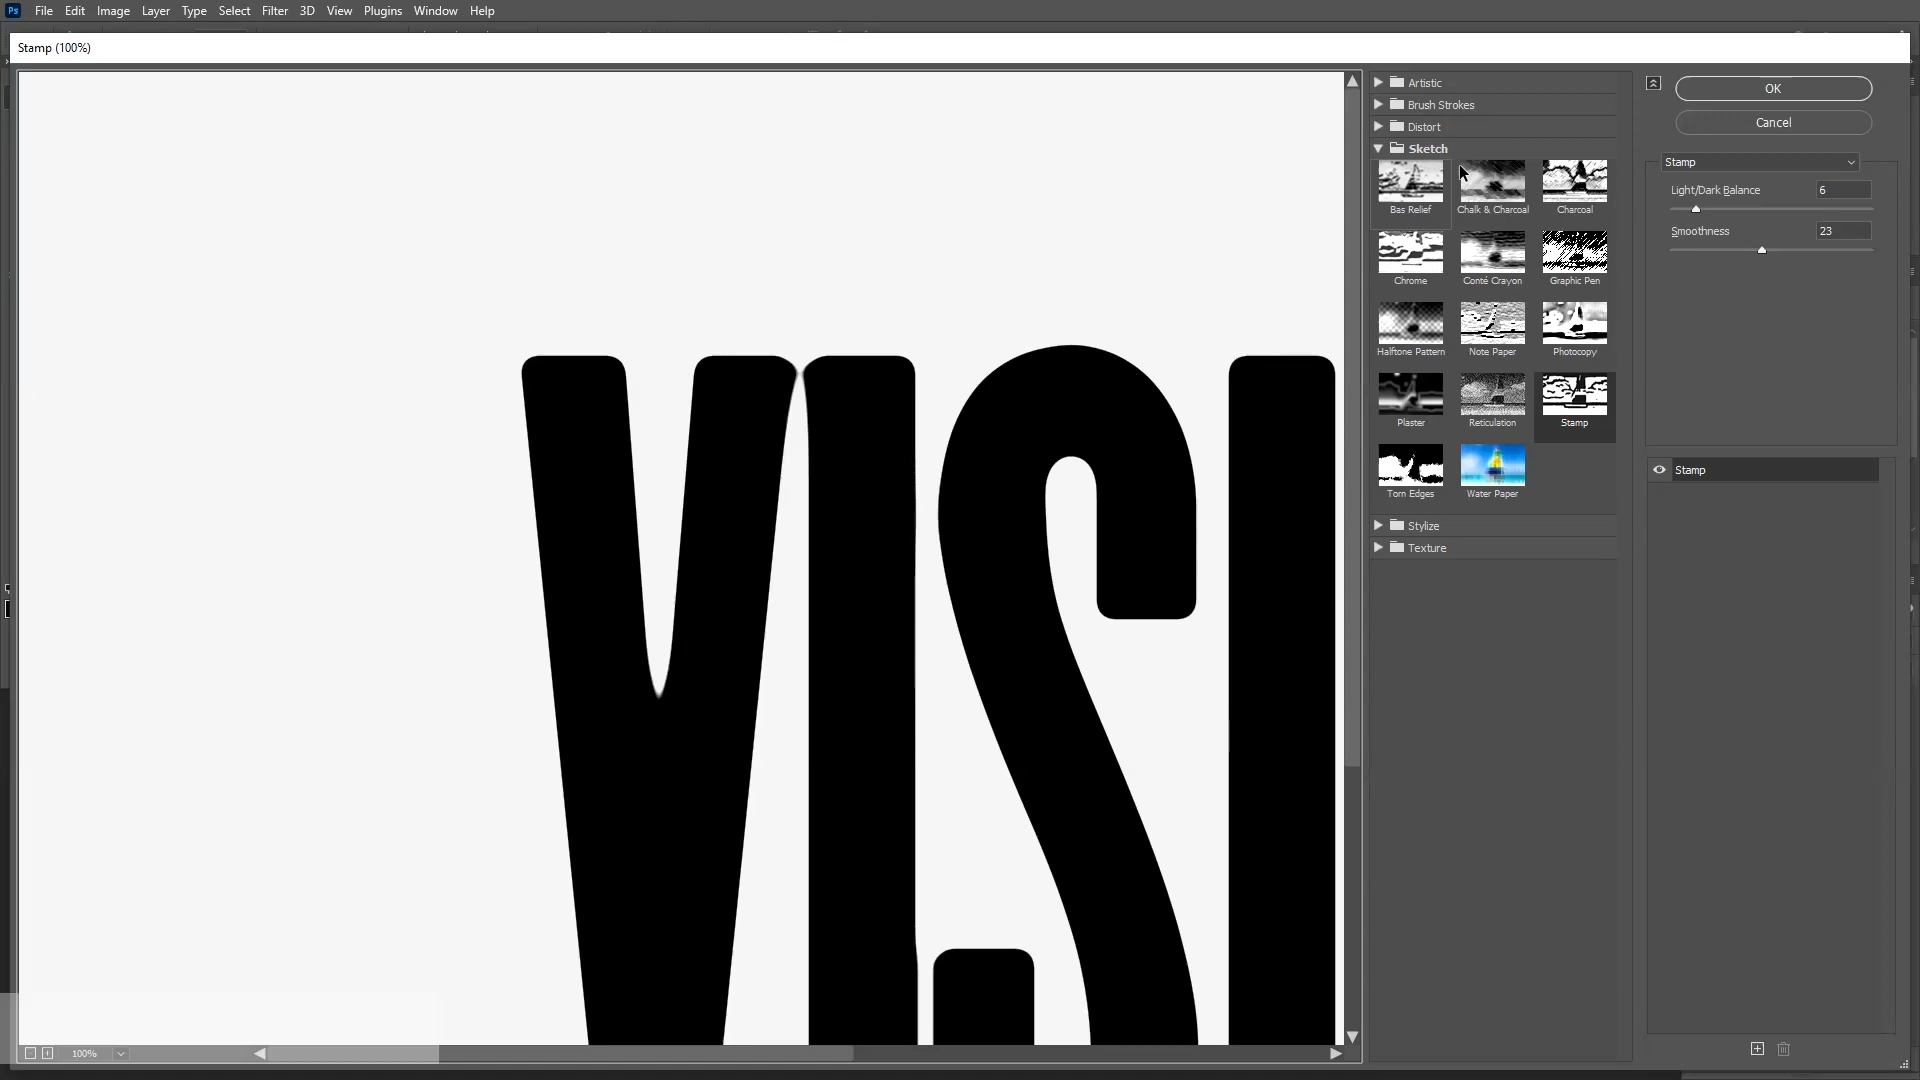 Ps File Edit Image Layer Type Select Filter 3D View Plugins Window Help
Stamp (100%)
VISI
100%
Artistic
Brush Strokes
Distort
Sketch
Bas Relief Chalk & Charcoal Charcoal
Chrome Conté Crayon Graphic Pen
Halftone Pattern Note Paper Photocopy
Plaster Reticulation Stamp
Torn Edges Water Paper
Stylize
Texture
OK
Cancel
Stamp
Light/Dark Balance 6
Smoothness 23
Stamp